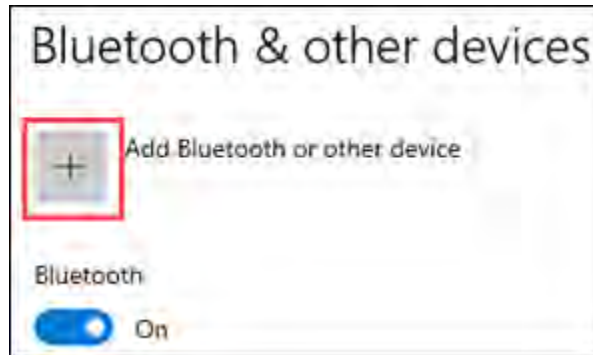 Bluetooth & other devices
Add Bluetooth or other device
Bluetooth
On